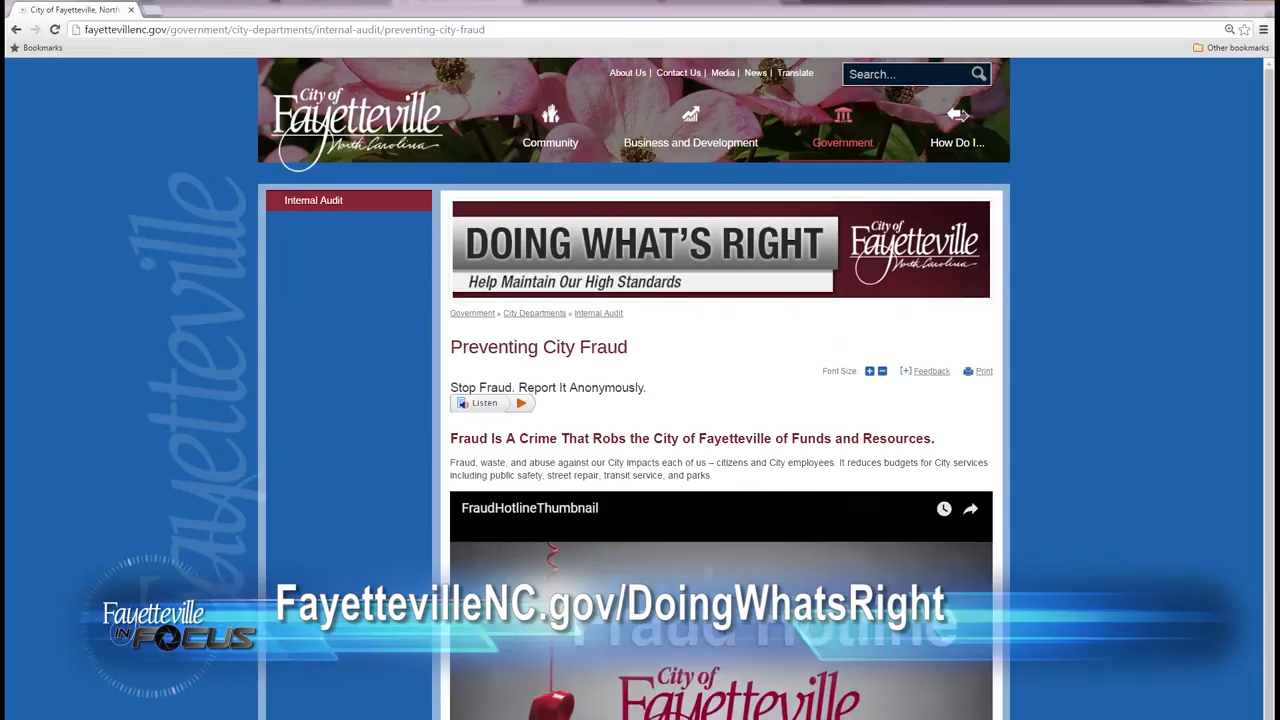 City of Fayetteville, North
fayettevillenc.gov/government/city-departments/internal-audit/preventing-city-fraud
Bookmarks
Other bookmarks
About Us | Contact Us | Media | News | Translate
Search...
City of
Fayetteville
North Carolina
Community
Business and Development
Government
How Do I...
Internal Audit
DOING WHAT'S RIGHT
Help Maintain Our High Standards
City of
Fayetteville
North Carolina
Government » City Departments » Internal Audit
Preventing City Fraud
Font Size:
[+] Feedback
Print
Stop Fraud. Report It Anonymously.
Listen
Fraud Is A Crime That Robs the City of Fayetteville of Funds and Resources.
Fraud, waste, and abuse against our City impacts each of us – citizens and City employees. It reduces budgets for City services
including public safety, street repair, transit service, and parks.
FraudHotlineThumbnail
Fayetteville
IN FOCUS
FayettevilleNC.gov/DoingWhatsRight
Fraud Hotline
City of
Fayetteville
Fayetteville